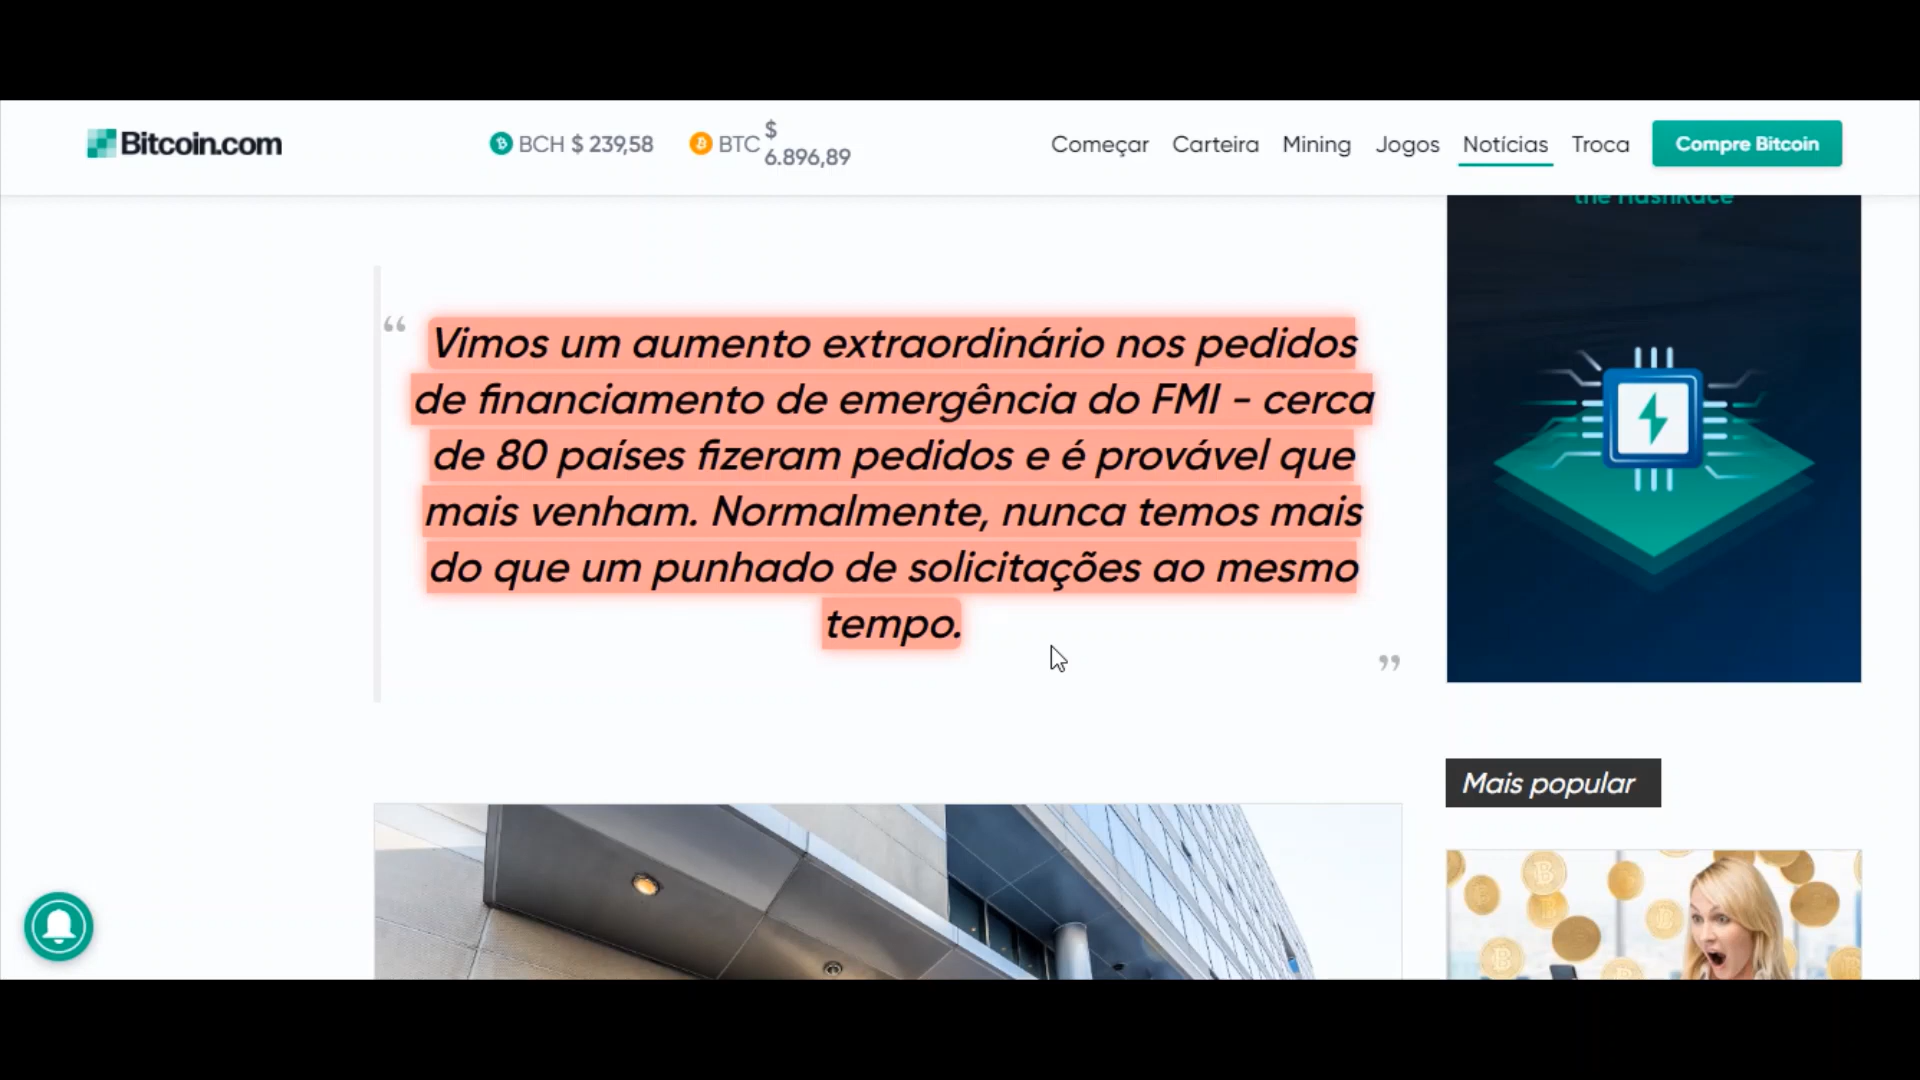 Bitcoin.com
BCH $ 239,58
BTC $ 6.896,89
Começar
Carteira
Mining
Jogos
Notícias
Troca
Compre Bitcoin
the HashRace
“ Vimos um aumento extraordinário nos pedidos
de financiamento de emergência do FMI - cerca
de 80 países fizeram pedidos e é provável que
mais venham. Normalmente, nunca temos mais
do que um punhado de solicitações ao mesmo
tempo. ”
Mais popular